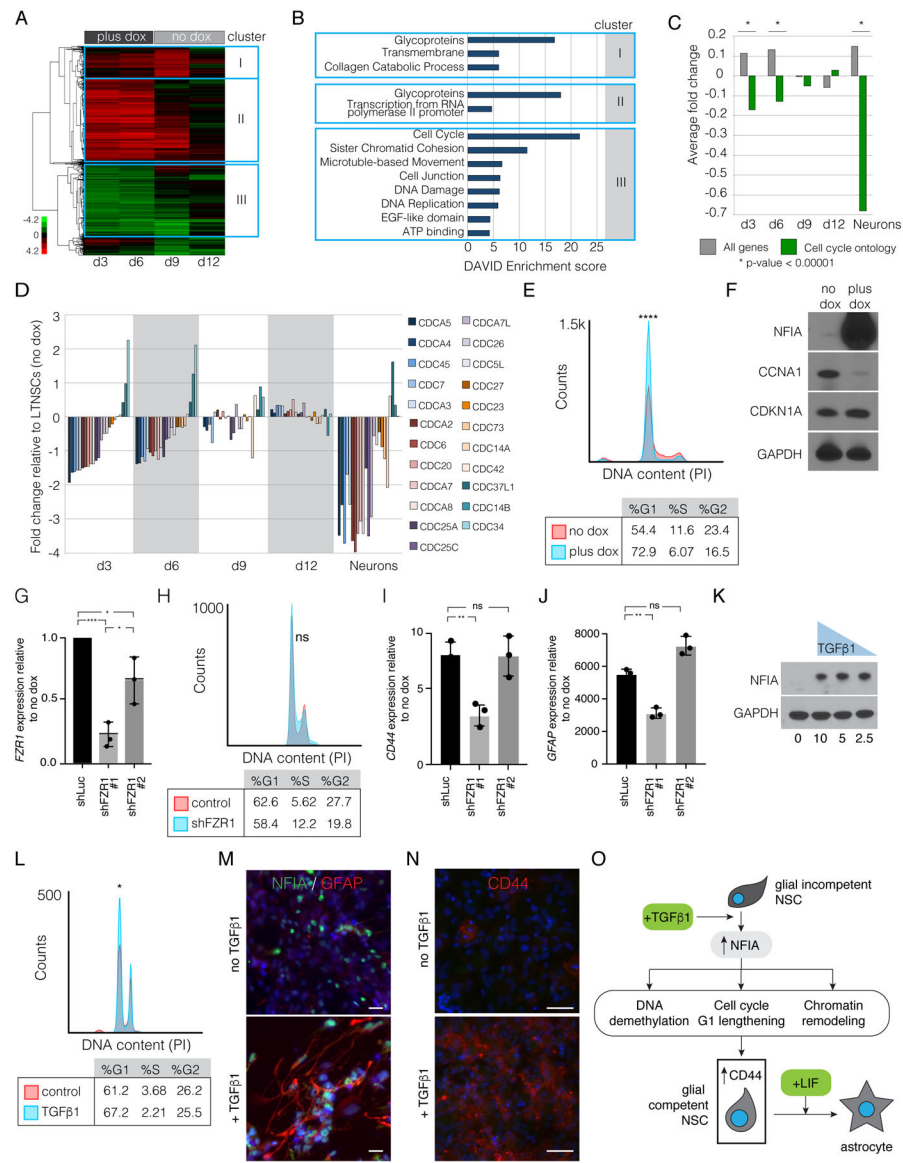 A
plus dox
no dox
cluster
I
II
III
-4.2
0
4.2
d3
d6
d9
d12
B
cluster
Glycoproteins
Transmembrane
Collagen Catabolic Process
I
Glycoproteins
Transcription from RNA
polymerase II promoter
II
Cell Cycle
Sister Chromatid Cohesion
Microtuble-based Movement
Cell Junction
DNA Damage
DNA Replication
EGF-like domain
ATP binding
III
0 5 10 15 20 25
DAVID Enrichment score
C
* * *
Average fold change
0.2
0.1
0
-0.1
-0.2
-0.3
-0.4
-0.5
-0.6
-0.7
d3 d6 d9 d12 Neurons
All genes
Cell cycle ontology
* p-value < 0.00001
D
Fold change relative to LTNSCs (no dox)
3
2
1
0
-1
-2
-3
-4
d3 d6 d9 d12 Neurons
CDCA5
CDCA4
CDC45
CDC7
CDCA3
CDCA2
CDC6
CDC20
CDCA7
CDCA8
CDC25A
CDC25C
CDCA7L
CDC26
CDC5L
CDC27
CDC23
CDC73
CDC14A
CDC42
CDC37L1
CDC14B
CDC34
E
1.5k
****
Counts
DNA content (PI)
%G1 %S %G2
no dox 54.4 11.6 23.4
plus dox 72.9 6.07 16.5
F
no
dox
plus
dox
NFIA
CCNA1
CDKN1A
GAPDH
G
FZR1 expression relative
to no dox
1.0
0.5
0.0
*
***
*
shLuc
shFZR1
#1
shFZR1
#2
H
1000
ns
Counts
DNA content (PI)
%G1 %S %G2
control 62.6 5.62 27.7
shFZR1 58.4 12.2 19.8
I
CD44 expression relative
to no dox
10
5
0
ns
**
shLuc
shFZR1
#1
shFZR1
#2
J
GFAP expression relative
to no dox
8000
6000
4000
2000
0
ns
**
shLuc
shFZR1
#1
shFZR1
#2
K
TGFβ1
NFIA
GAPDH
0 10 5 2.5
L
500
*
Counts
DNA content (PI)
%G1 %S %G2
control 61.2 3.68 26.2
TGFβ1 67.2 2.21 25.5
M
NFIA / GFAP
no TGFβ1
+ TGFβ1
N
CD44
no TGFβ1
+ TGFβ1
O
glial incompetent
NSC
+TGFβ1
↑ NFIA
DNA
demethylation
Cell cycle
G1 lengthening
Chromatin
remodeling
↑ CD44
glial
competent
NSC
+LIF
astrocyte